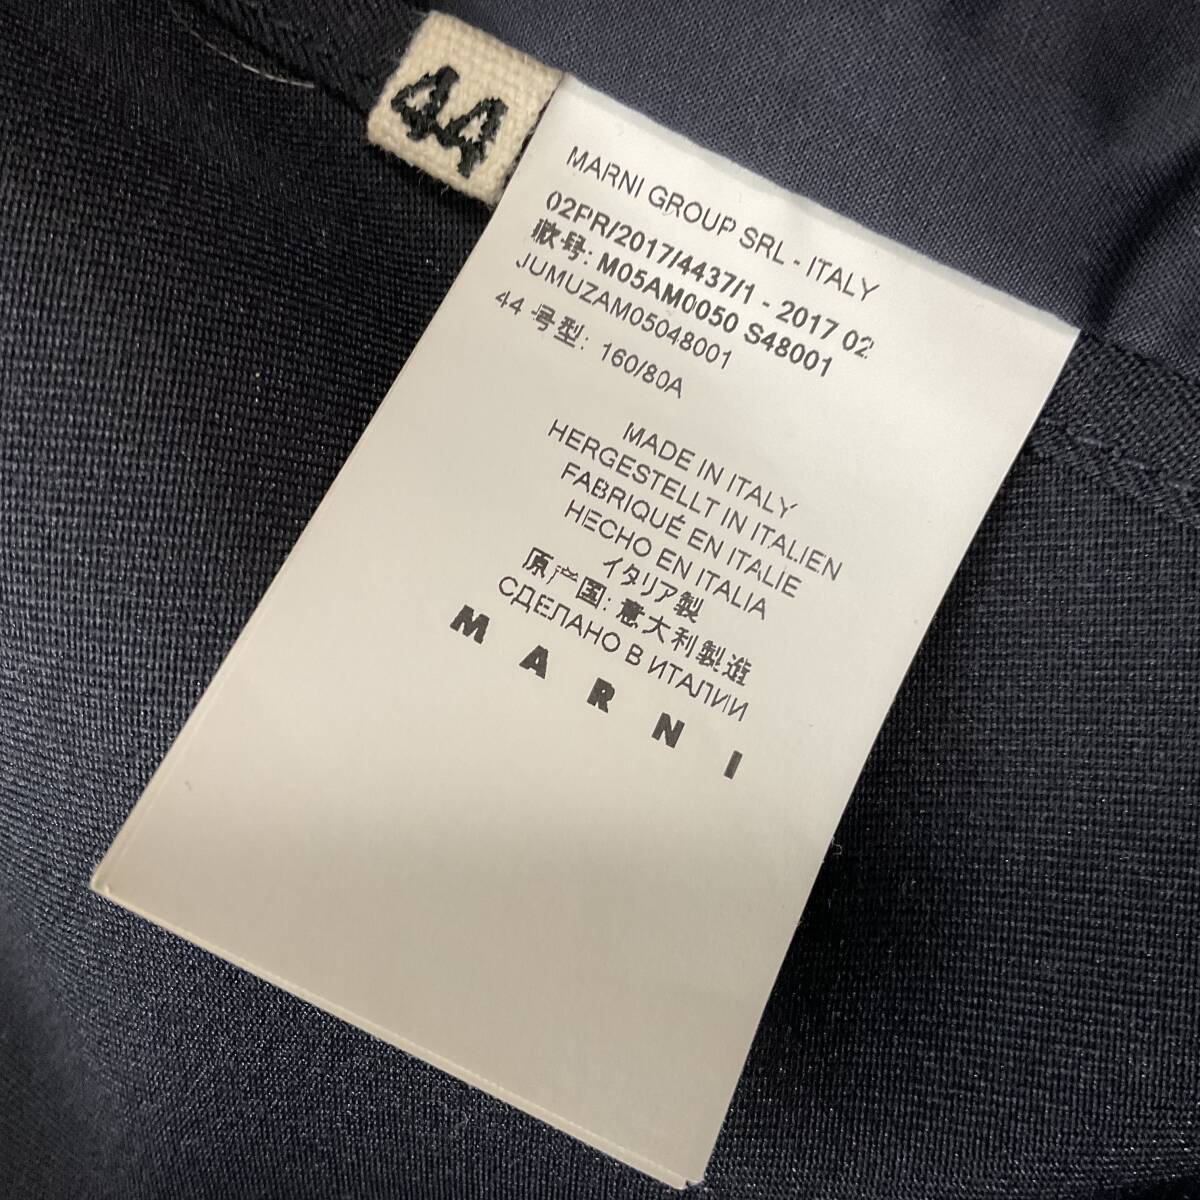 44
MARNI GROUP SRL - ITALY
02PR/2017/4437/1 - 2017 02
款号: M05AM0050 S48001
JUMUZAM05048001
44 号型: 160/80A
MADE IN ITALY
HERGESTELLT IN ITALIEN
FABRIQUÉ EN ITALIE
HECHO EN ITALIA
イタリア製
原产国: 意大利製造
СДЕЛАНО В ИТАЛИИ
MARNI